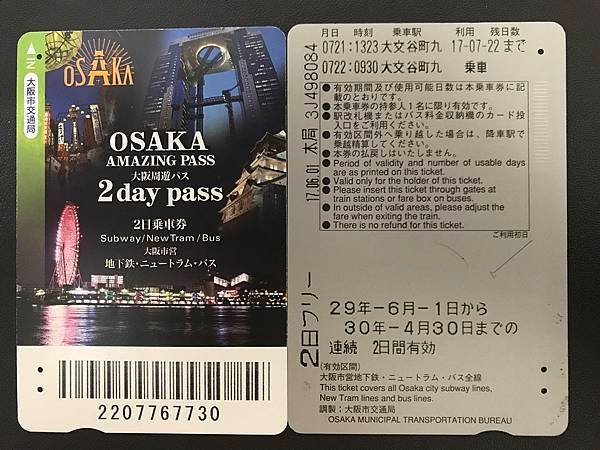 IN
大阪市交通局
OSAKA
OSAKA
AMAZING PASS
大阪周遊パス
2 day pass
2日乗車券
Subway/NewTram/Bus
大阪市営
地下鉄・ニュートラム・バス
2207767730
月日 時刻 乗車駅 利用 残日数
0721:1323 大文谷町九 17-07-22まで
0722:0930 大文谷町九 乗車
●有効期間及び使用可能日数は本乗車券に記
載のとおりです。
●本乗車券の持参人1名に限り有効です。
●駅改札機またはバス料金収納機のカード投
入口をご利用ください。
●有効区間外へ乗り越した場合は、降車駅で
乗越精算してください。
●本券の払戻しはいたしません。
●Period of validity and number of usable days
are as printed on this ticket.
●Valid only for the holder of this ticket.
●Please insert this ticket through gates at
train stations or fare box on buses.
●In outside of valid areas, please adjust the
fare when exiting the train.
●There is no refund for this ticket.
ご利用初日
17.06.01 本局 3J498084
2日フリー
29年-6月-1日から
30年-4月30日までの
連続 2日間有効
(有効区間)
大阪市営地下鉄・ニュートラム・バス全線
This ticket covers all Osaka city subway lines,
New Tram lines and bus lines.
調製:大阪市交通局
OSAKA MUNICIPAL TRANSPORTATION BUREAU